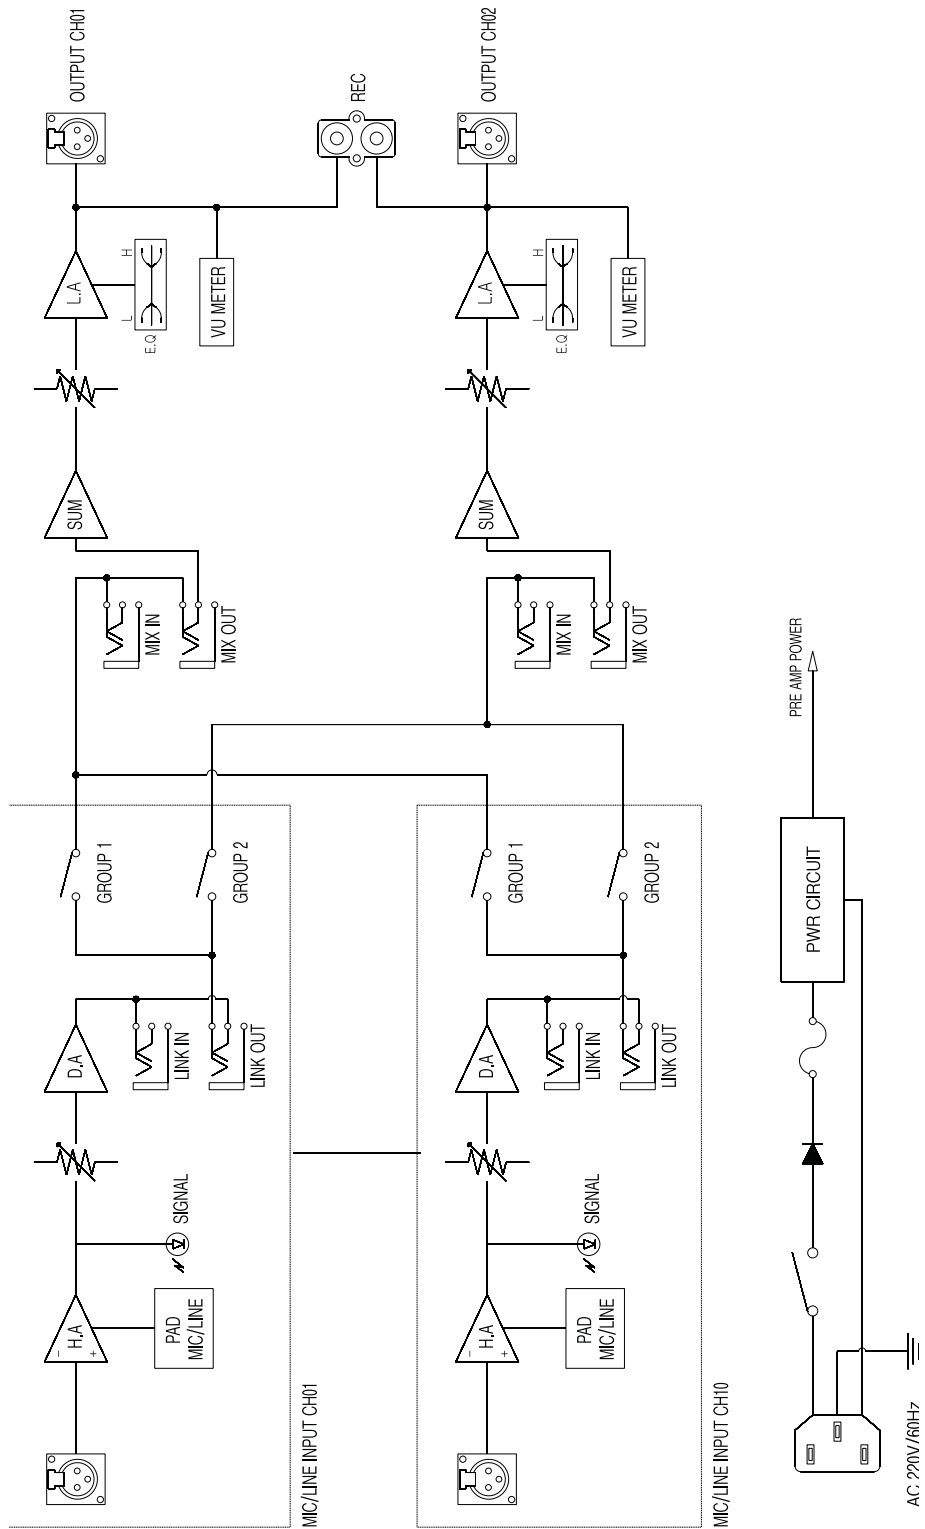 OUTPUT CH01
REC
OUTPUT CH02
L.A
L
H
E.Q
VU METER
L.A
L
H
E.Q
VU METER
SUM
SUM
MIX IN
MIX OUT
MIX IN
MIX OUT
PRE AMP POWER
GROUP 1
GROUP 2
GROUP 1
GROUP 2
PWR CIRCUIT
D.A
LINK IN
LINK OUT
D.A
LINK IN
LINK OUT
SIGNAL
SIGNAL
H.A
-
+
PAD
MIC/LINE
H.A
-
+
PAD
MIC/LINE
MIC/LINE INPUT CH01
MIC/LINE INPUT CH10
AC 220V/60Hz